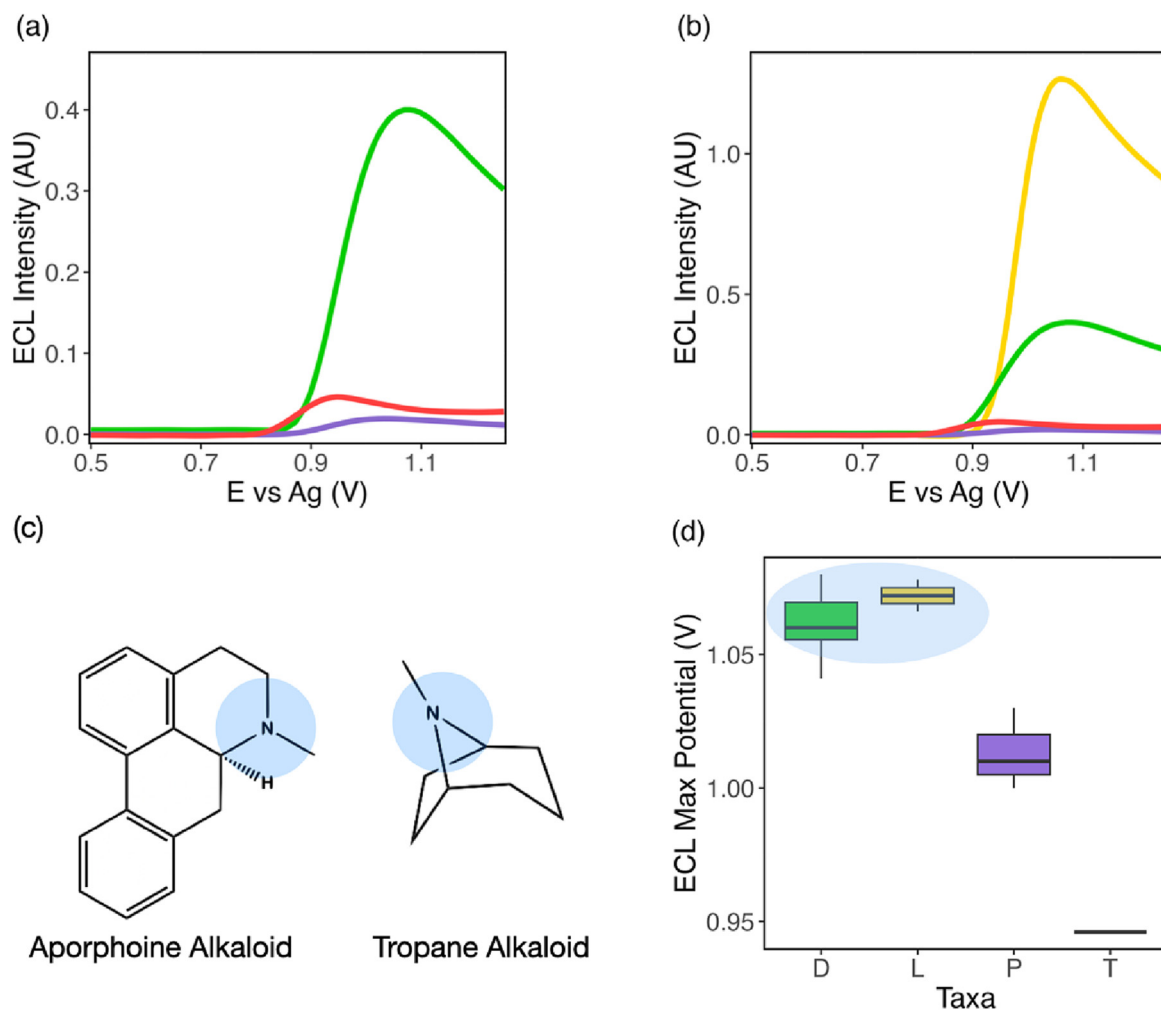 (a)
ECL Intensity (AU)
0.4
0.3
0.2
0.1
0.0
0.5 0.7 0.9 1.1
E vs Ag (V)
(b)
ECL Intensity (AU)
1.0
0.5
0.0
0.5 0.7 0.9 1.1
E vs Ag (V)
(c)
N
H
N
Aporphoine Alkaloid Tropane Alkaloid
(d)
ECL Max Potential (V)
1.05
1.00
0.95
D L P T
Taxa